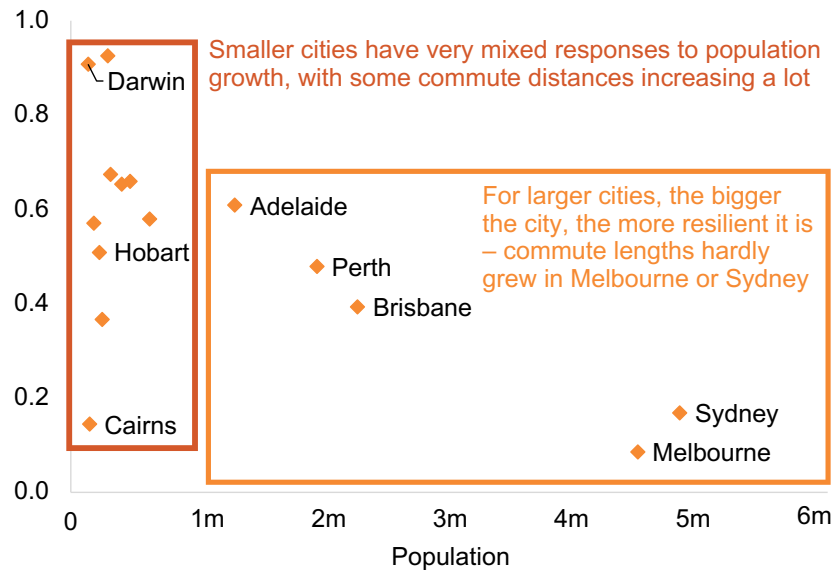 1.0
Smaller cities have very mixed responses to population
growth, with some commute distances increasing a lot
Darwin
0.8
0.6
For larger cities, the bigger
the city, the more resilient it is
– commute lengths hardly
grew in Melbourne or Sydney
Adelaide
Hobart
Perth
0.4
Brisbane
0.2
Cairns
Sydney
Melbourne
0.0
0 1m 2m 3m 4m 5m 6m
Population